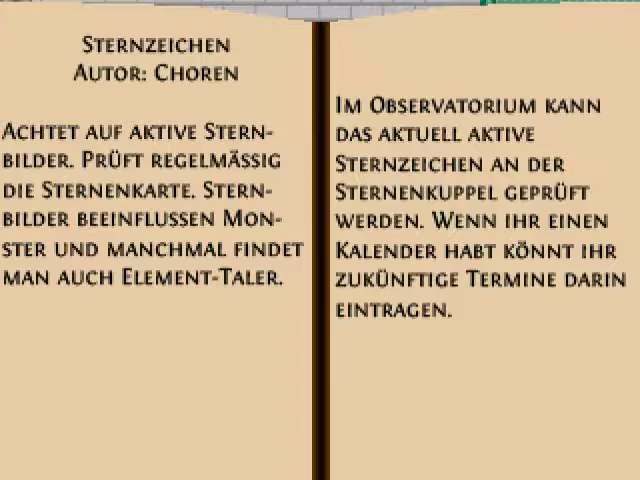 Sternzeichen
Autor: Choren
Achtet auf aktive Stern-
bilder. Prüft regelmässig
die Sternenkarte. Stern-
bilder beeinflussen Mon-
ster und manchmal findet
man auch Element-Taler.
Im Observatorium kann
das aktuell aktive
Sternzeichen an der
Sternenkuppel geprüft
werden. Wenn ihr einen
Kalender habt könnt ihr
zukünftige Termine darin
eintragen.